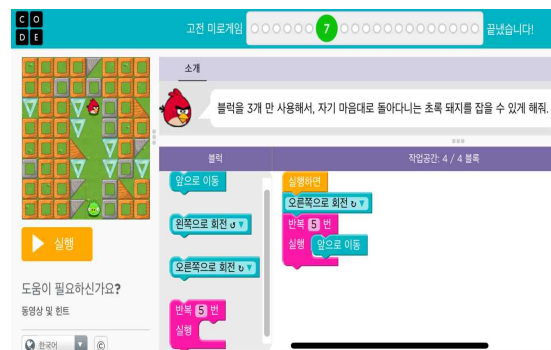 C O
D E
고전 미로게임 7 끝냈습니다!
소개
블럭을 3개 만 사용해서, 자기 마음대로 돌아다니는 초록 돼지를 잡을 수 있게 해줘.
블럭
작업공간: 4 / 4 블록
앞으로 이동
왼쪽으로 회전 ↺ ▼
오른쪽으로 회전 ↻ ▼
반복 5 번
실행
실행하면
오른쪽으로 회전 ↻ ▼
반복 5 번
실행 앞으로 이동
실행
도움이 필요하신가요?
동영상 및 힌트
한국어 ©